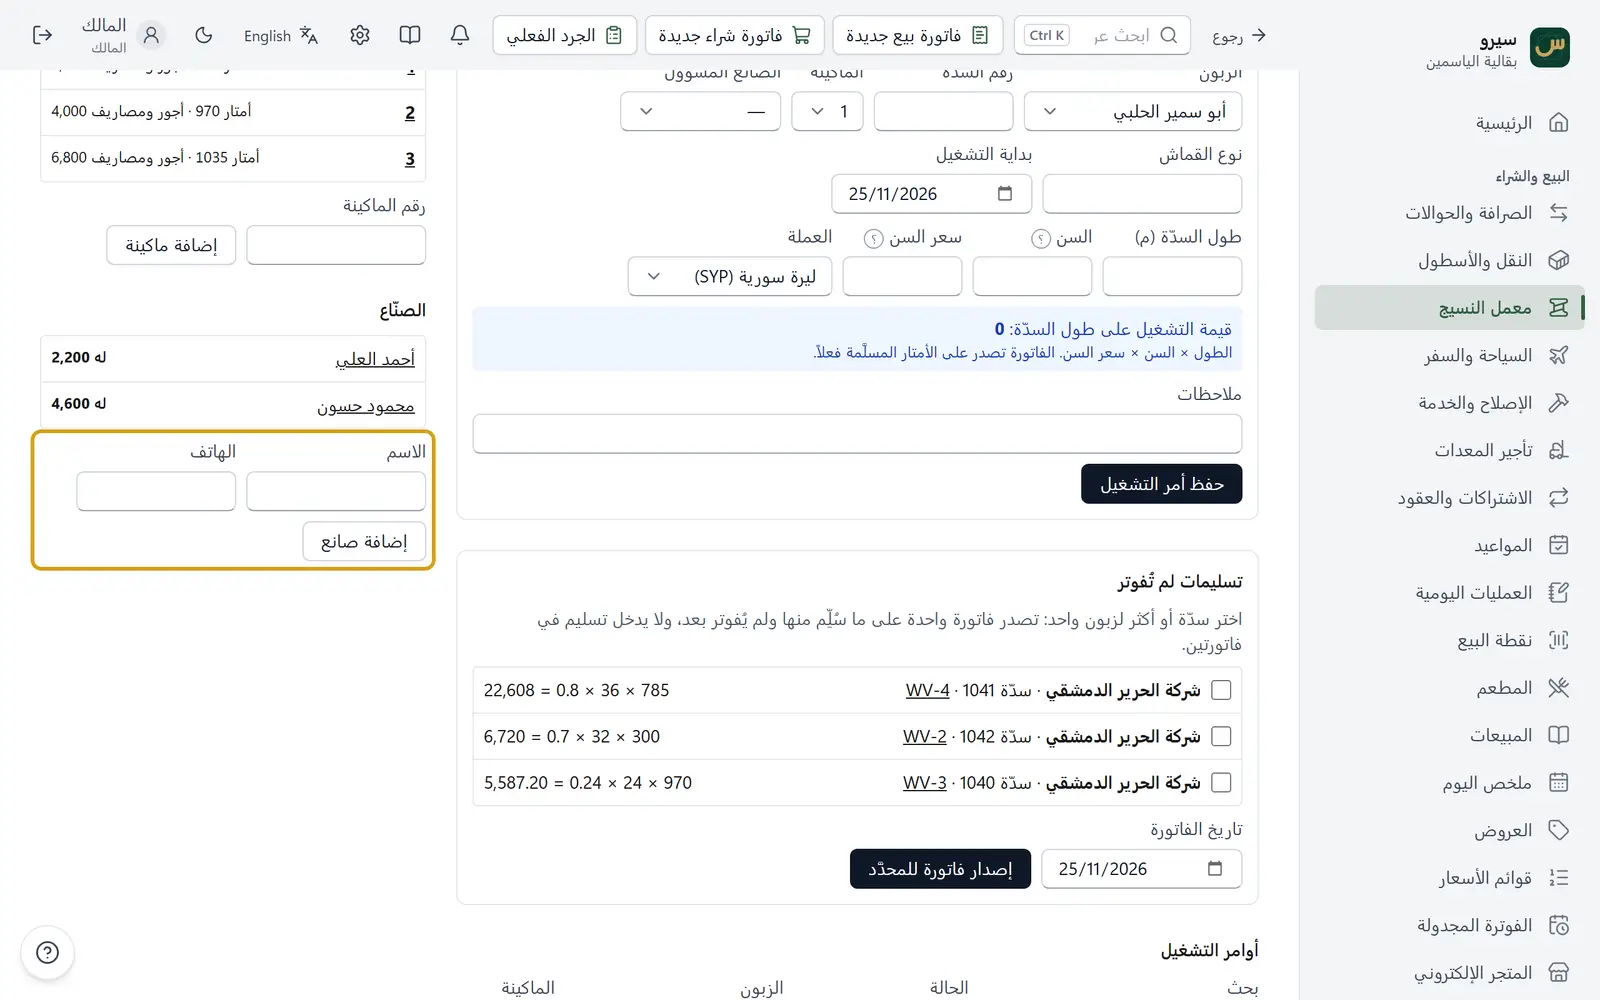 سيرو
بقالية الياسمين
رجوع
ابحث عن
Ctrl K
فاتورة بيع جديدة
فاتورة شراء جديدة
الجرد الفعلي
English
المالك
المالك
الرئيسية
البيع والشراء
الصرافة والحوالات
النقل والأسطول
معمل النسيج
السياحة والسفر
الإصلاح والخدمة
تأجير المعدات
الاشتراكات والعقود
المواعيد
العمليات اليومية
نقطة البيع
المطعم
المبيعات
ملخص اليوم
العروض
قوائم الأسعار
الفوترة المجدولة
المتجر الإلكتروني
الزبون
رقم السدّة
الماكينة
الصانع المسؤول
أبو سمير الحلبي
1
—
نوع القماش
بداية التشغيل
25/11/2026
طول السدّة (م)
السن ؟
سعر السن ؟
العملة
ليرة سورية (SYP)
قيمة التشغيل على طول السدّة: 0
الطول × السن × سعر السن. الفاتورة تصدر على الأمتار المسلَّمة فعلاً.
ملاحظات
حفظ أمر التشغيل
تسليمات لم تُفوتر
اختر سدّة أو أكثر لزبون واحد: تصدر فاتورة واحدة على ما سُلِّم منها ولم يُفوتر بعد، ولا يدخل تسليم في
فاتورتين.
شركة الحرير الدمشقي · سدّة 1041 · WV-4
785 × 36 × 0.8 = 22,608
شركة الحرير الدمشقي · سدّة 1042 · WV-2
300 × 32 × 0.7 = 6,720
شركة الحرير الدمشقي · سدّة 1040 · WV-3
970 × 24 × 0.24 = 5,587.20
تاريخ الفاتورة
25/11/2026
إصدار فاتورة للمحدَّد
أوامر التشغيل
بحث
الحالة
الزبون
الماكينة
1
2
أمتار 970 · أجور ومصاريف 4,000
3
أمتار 1035 · أجور ومصاريف 6,800
رقم الماكينة
إضافة ماكينة
الصنّاع
أحمد العلي
له 2,200
محمود حسون
له 4,600
الاسم
الهاتف
إضافة صانع